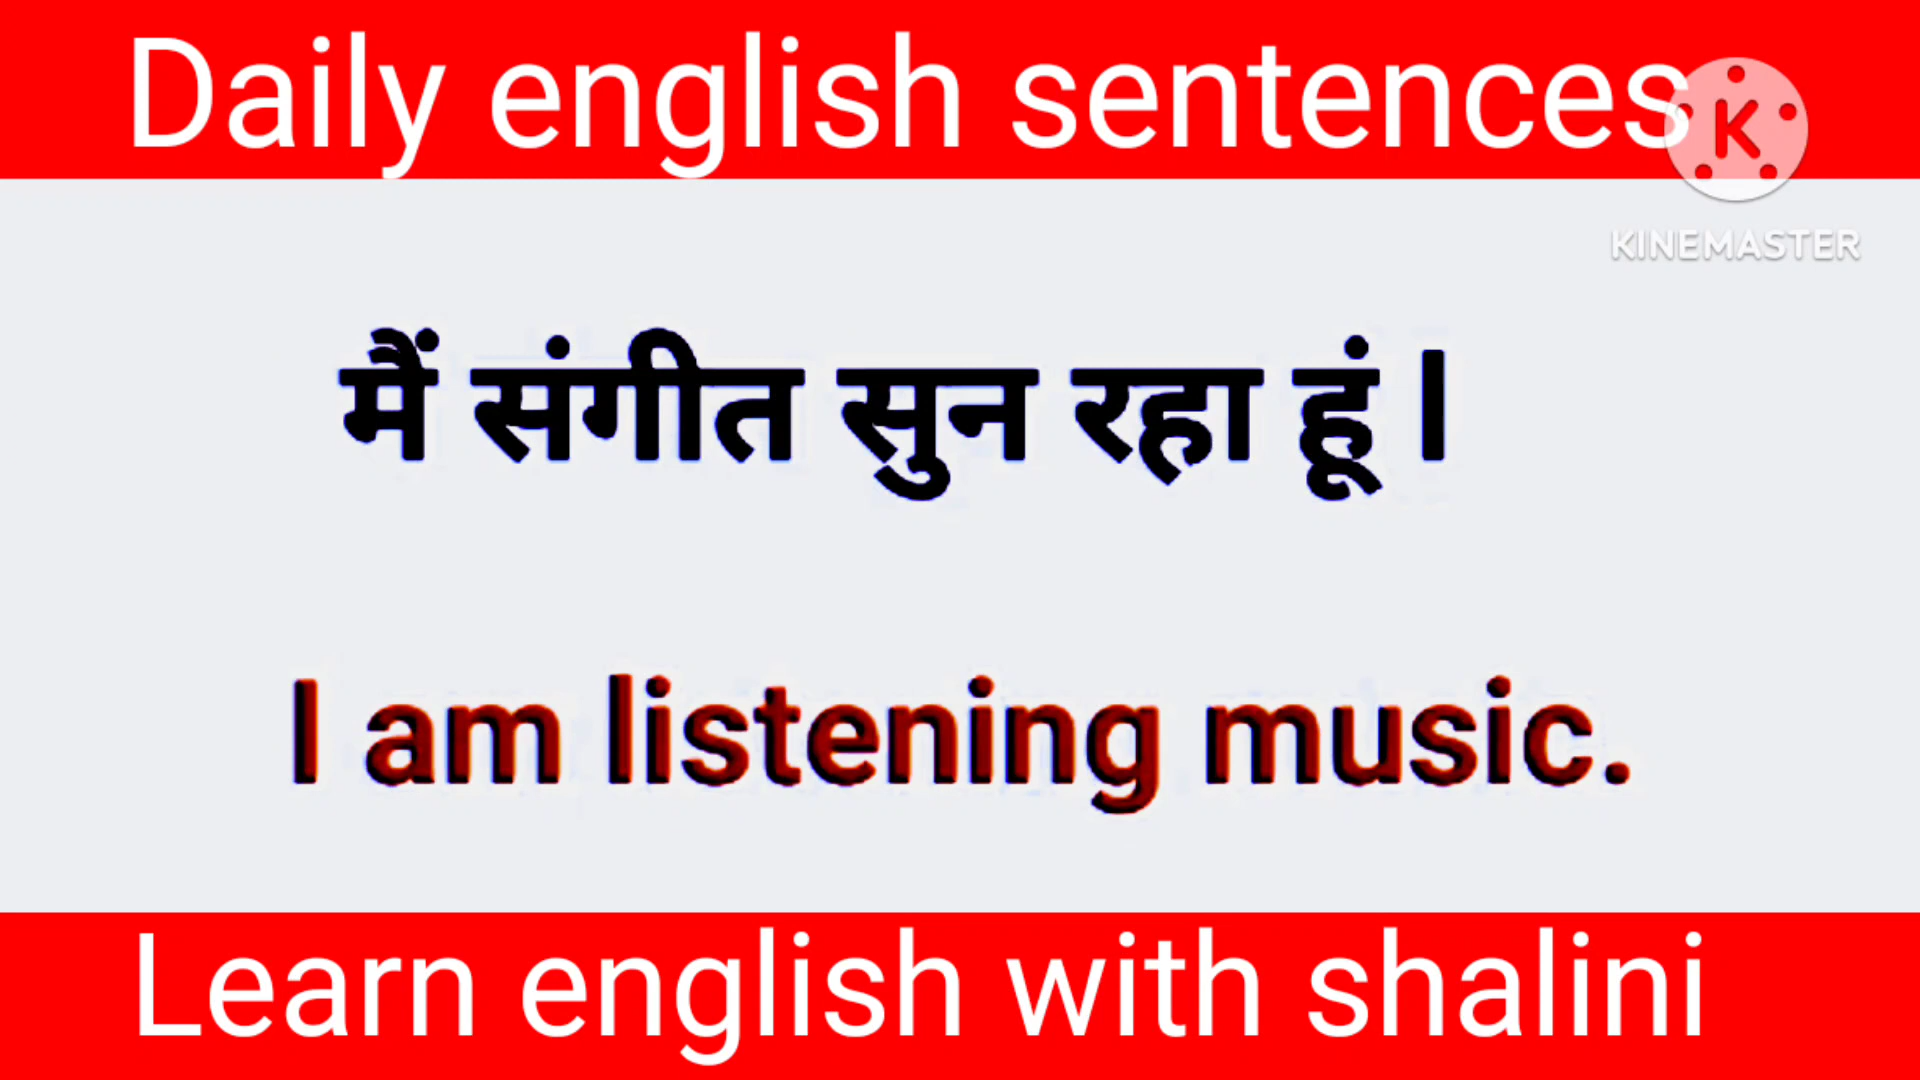 Daily english sentences
K
KINEMASTER
मैं संगीत सुन रहा हूं l
I am listening music.
Learn english with shalini